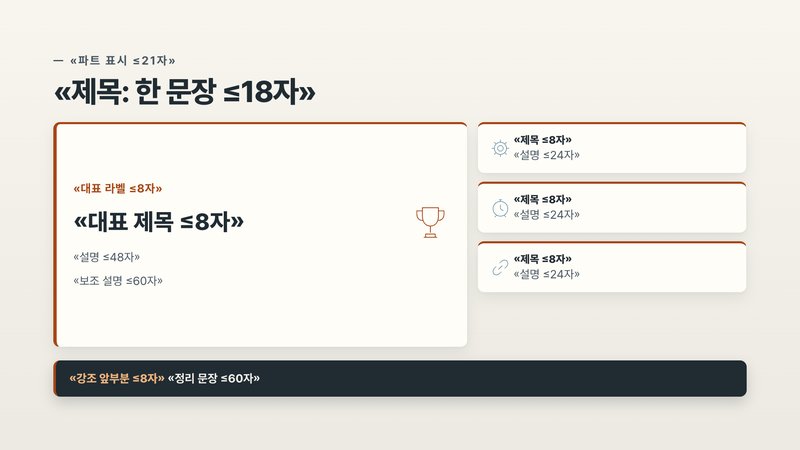 — «파트 표시 ≤21자»
«제목: 한 문장 ≤18자»
«대표 라벨 ≤8자»
«대표 제목 ≤8자»
«설명 ≤48자»
«보조 설명 ≤60자»
«제목 ≤8자»
«설명 ≤24자»
«제목 ≤8자»
«설명 ≤24자»
«제목 ≤8자»
«설명 ≤24자»
«강조 앞부분 ≤8자» «정리 문장 ≤60자»